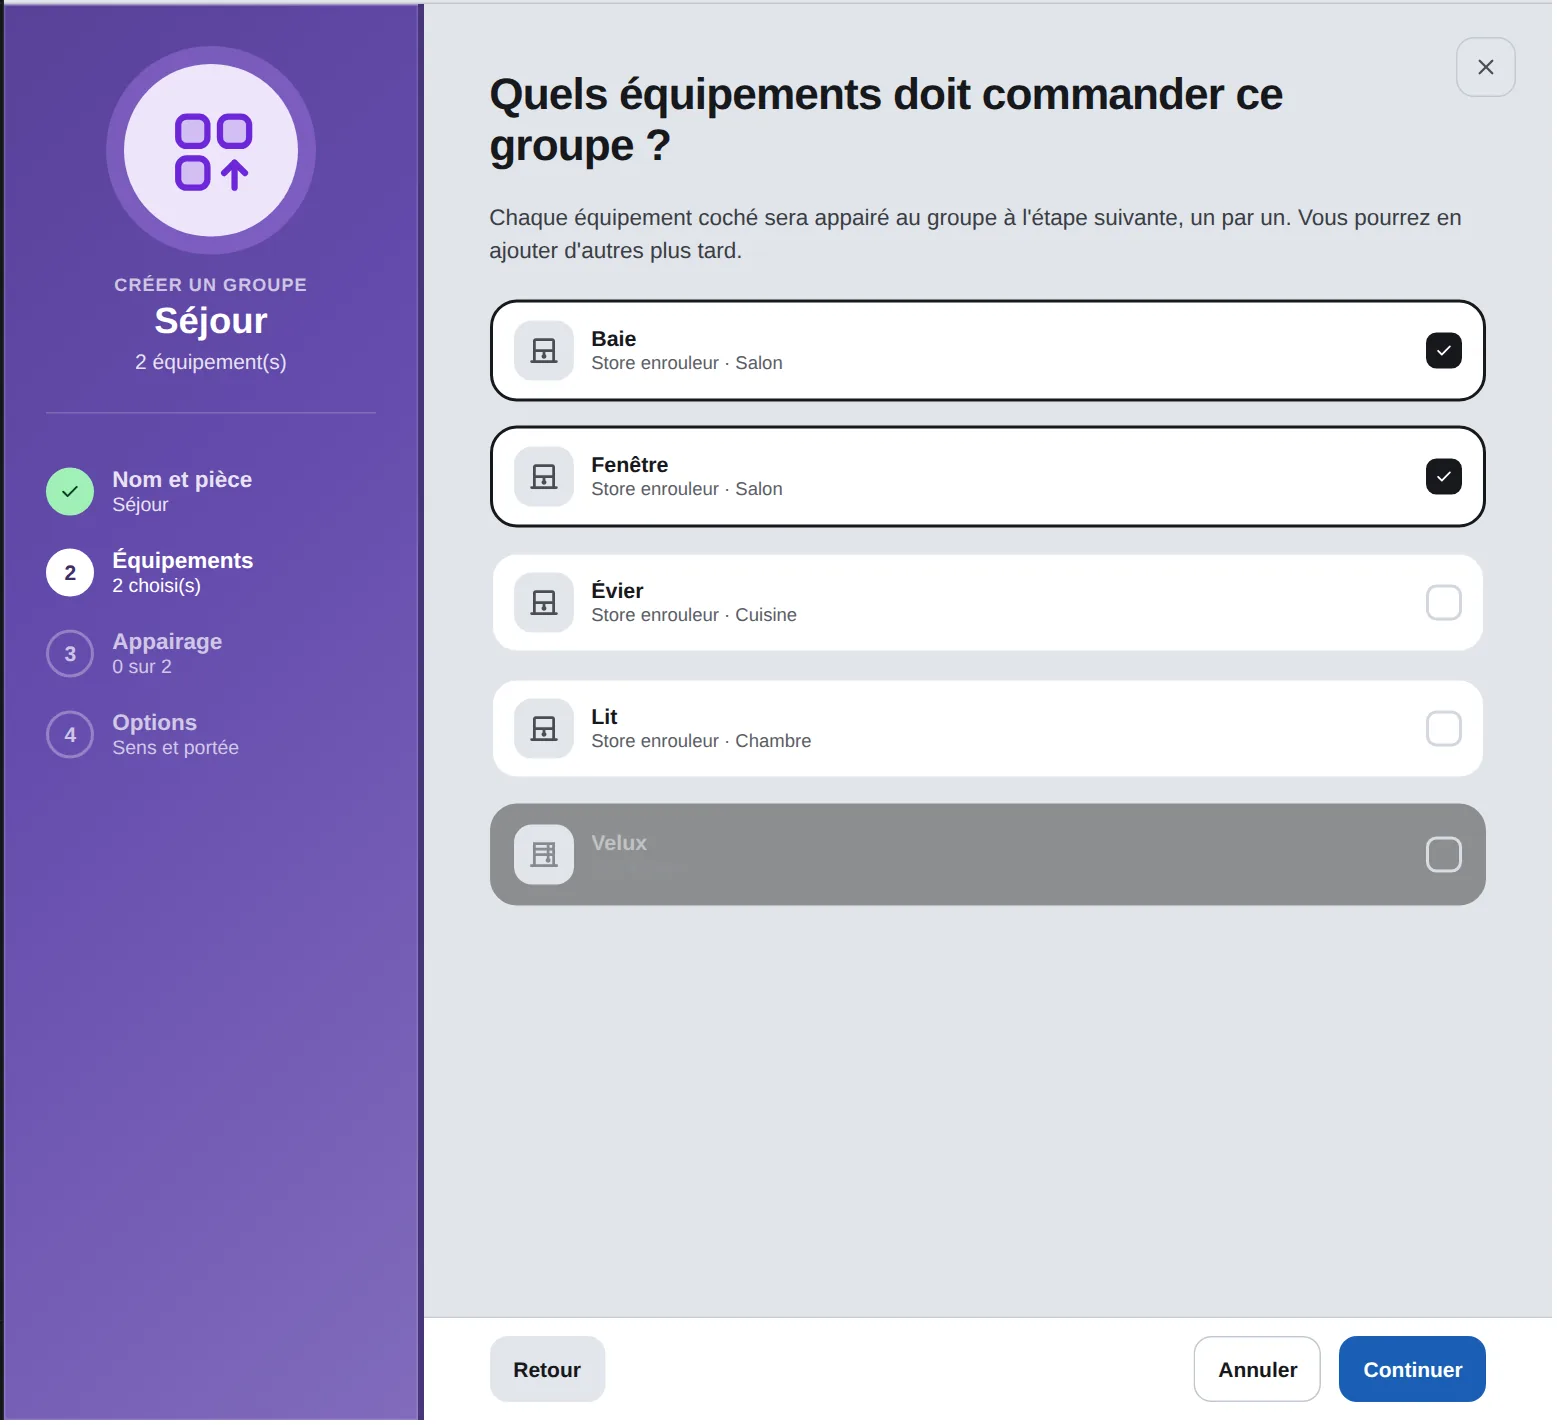 CRÉER UN GROUPE
Séjour
2 équipement(s)
Nom et pièce
Séjour
2
Équipements
2 choisi(s)
3
Appairage
0 sur 2
4
Options
Sens et portée
Quels équipements doit commander ce
groupe ?
Chaque équipement coché sera appairé au groupe à l'étape suivante, un par un. Vous pourrez en
ajouter d'autres plus tard.
Baie
Store enrouleur · Salon
Fenêtre
Store enrouleur · Salon
Évier
Store enrouleur · Cuisine
Lit
Store enrouleur · Chambre
Velux
Retour
Annuler
Continuer